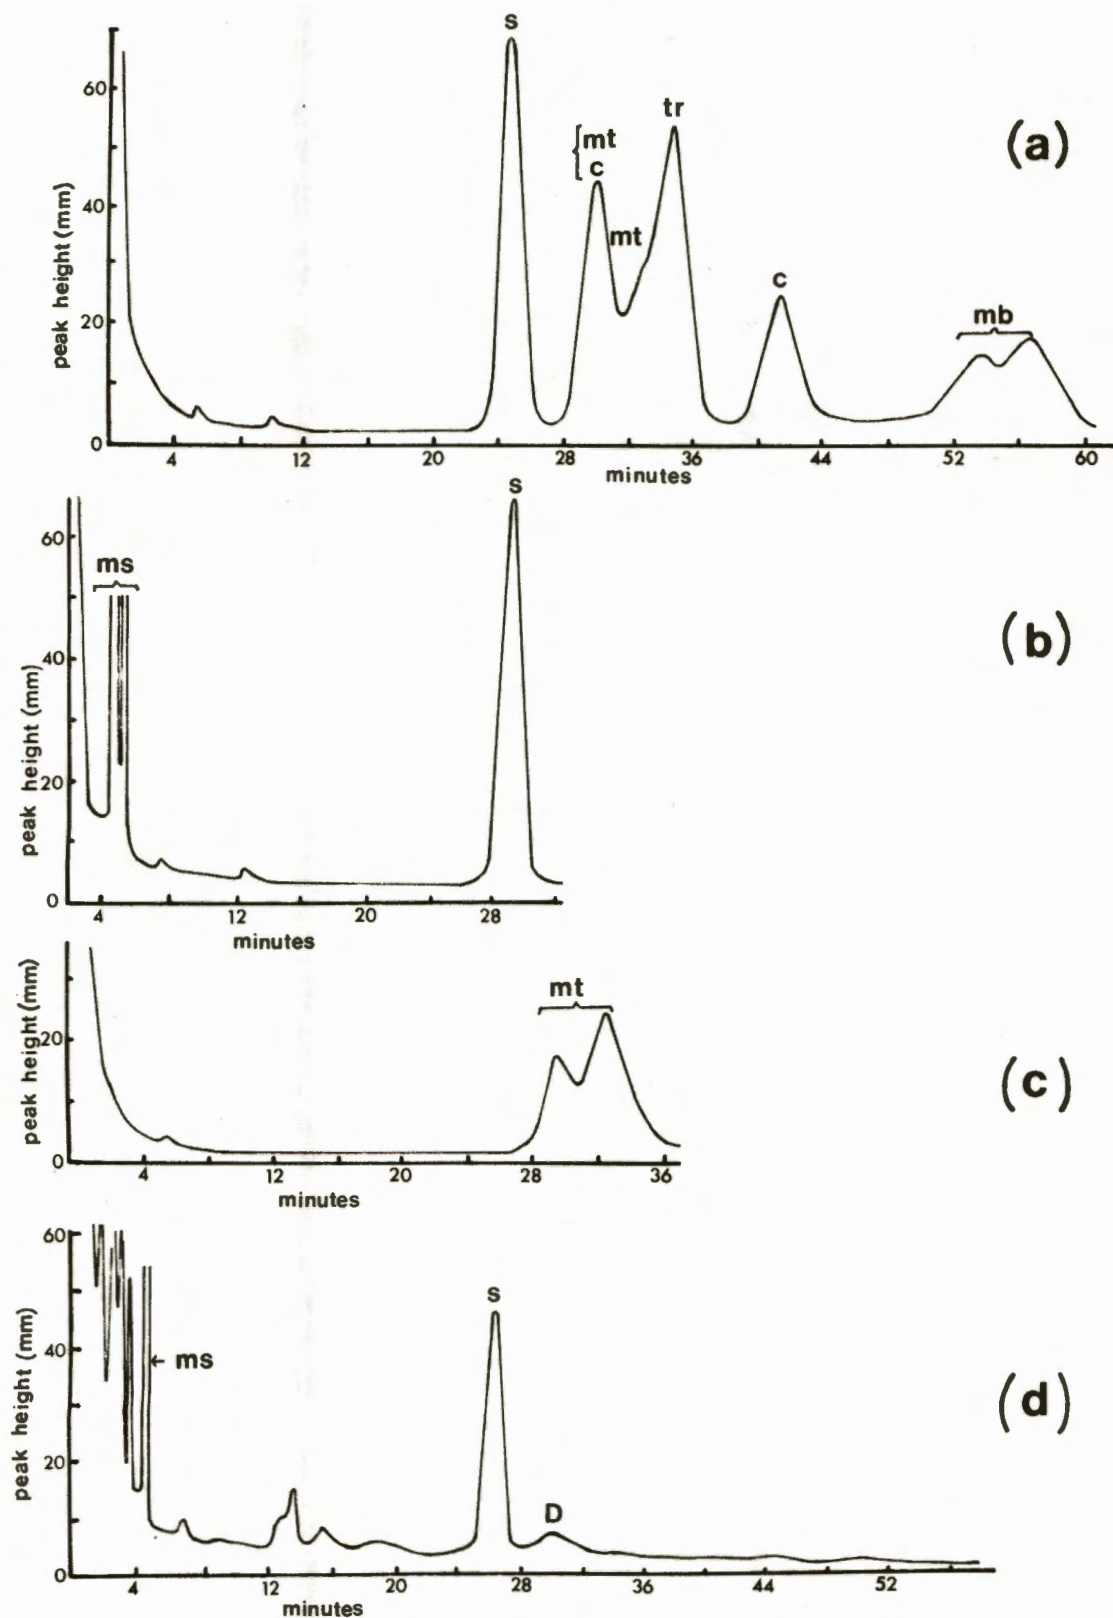 s
60
peak height (mm)
40
20
0
mt
c
mt
tr
c
mb
(a)
4 12 20 28 36 44 52 60
minutes
s
60
ms
peak height (mm)
40
20
0
(b)
4 12 20 28
minutes
peak height (mm)
20
0
mt
(c)
4 12 20 28 36
minutes
60
peak height (mm)
40
20
0
ms
s
D
(d)
4 12 20 28 36 44 52
minutes